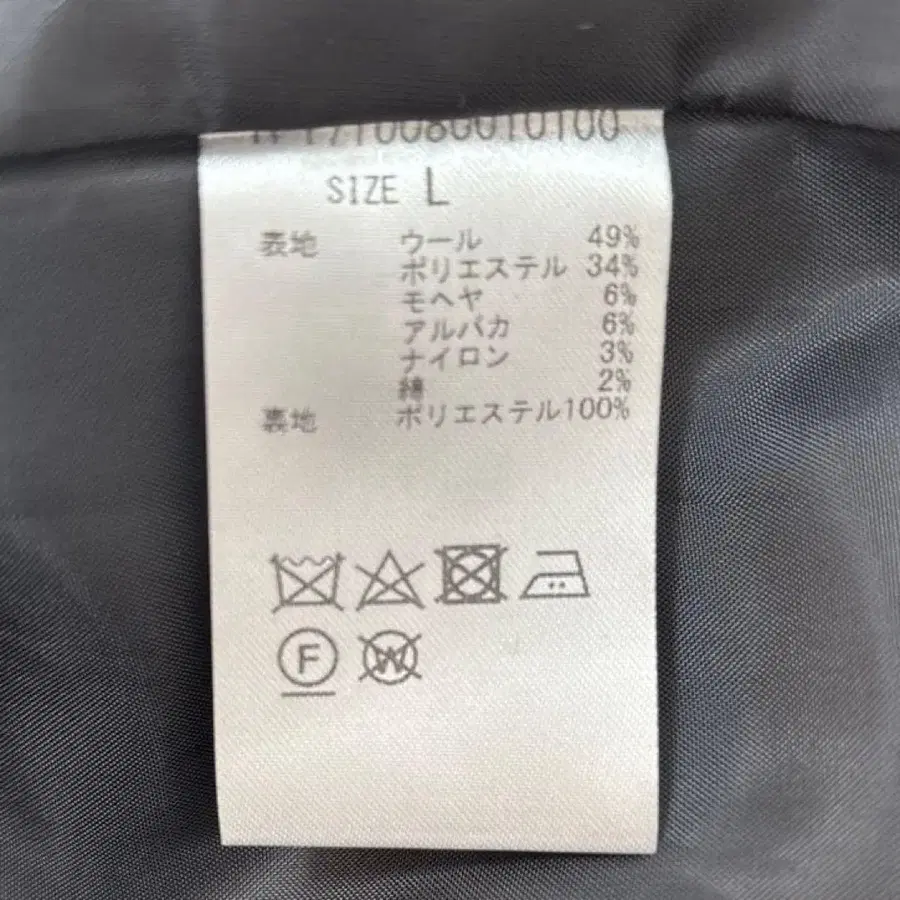 SIZE L
表地 ウール 49%
ポリエステル 34%
モヘヤ 6%
アルパカ 6%
ナイロン 3%
綿 2%
裏地 ポリエステル100%
F W